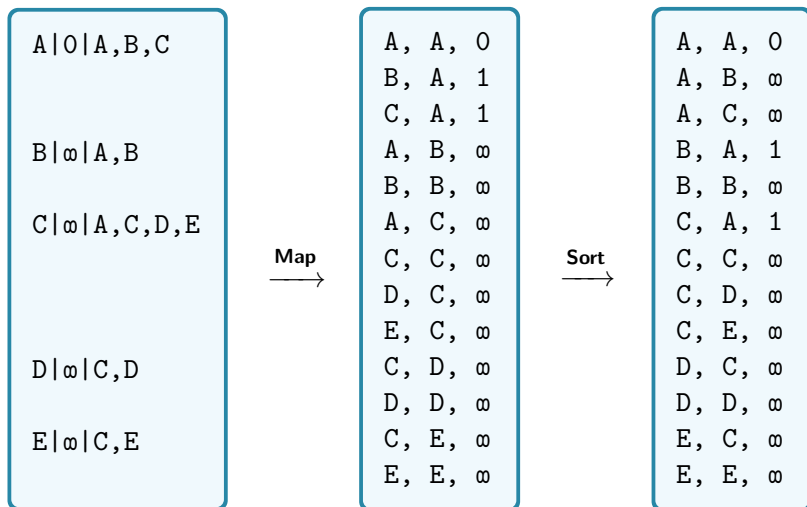 A|0|A,B,C
B|∞|A,B
C|∞|A,C,D,E
D|∞|C,D
E|∞|C,E
Map
A, A, 0
B, A, 1
C, A, 1
A, B, ∞
B, B, ∞
A, C, ∞
C, C, ∞
D, C, ∞
E, C, ∞
C, D, ∞
D, D, ∞
C, E, ∞
E, E, ∞
Sort
A, A, 0
A, B, ∞
A, C, ∞
B, A, 1
B, B, ∞
C, A, 1
C, C, ∞
C, D, ∞
C, E, ∞
D, C, ∞
D, D, ∞
E, C, ∞
E, E, ∞